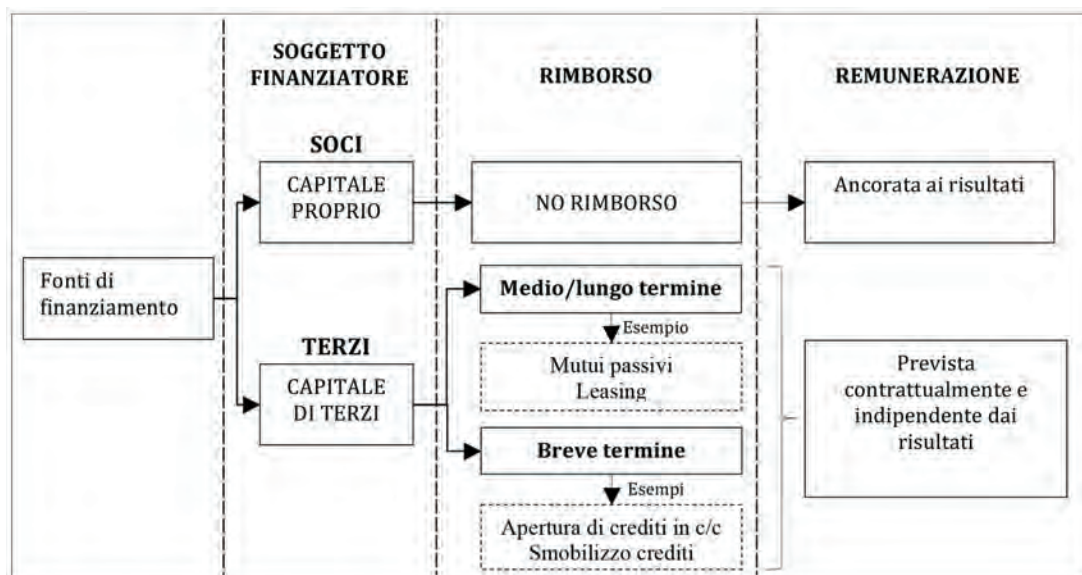 SOGGETTO
FINANZIATORE
RIMBORSO
REMUNERAZIONE
SOCI
CAPITALE
PROPRIO
NO RIMBORSO
Ancorata ai risultati
Fonti di
finanziamento
Medio/lungo termine
Esempio
Mutui passivi
Leasing
TERZI
CAPITALE
DI TERZI
Breve termine
Esempi
Apertura di crediti in c/c
Smobilizzo crediti
Prevista
contrattualmente e
indipendente dai
risultati